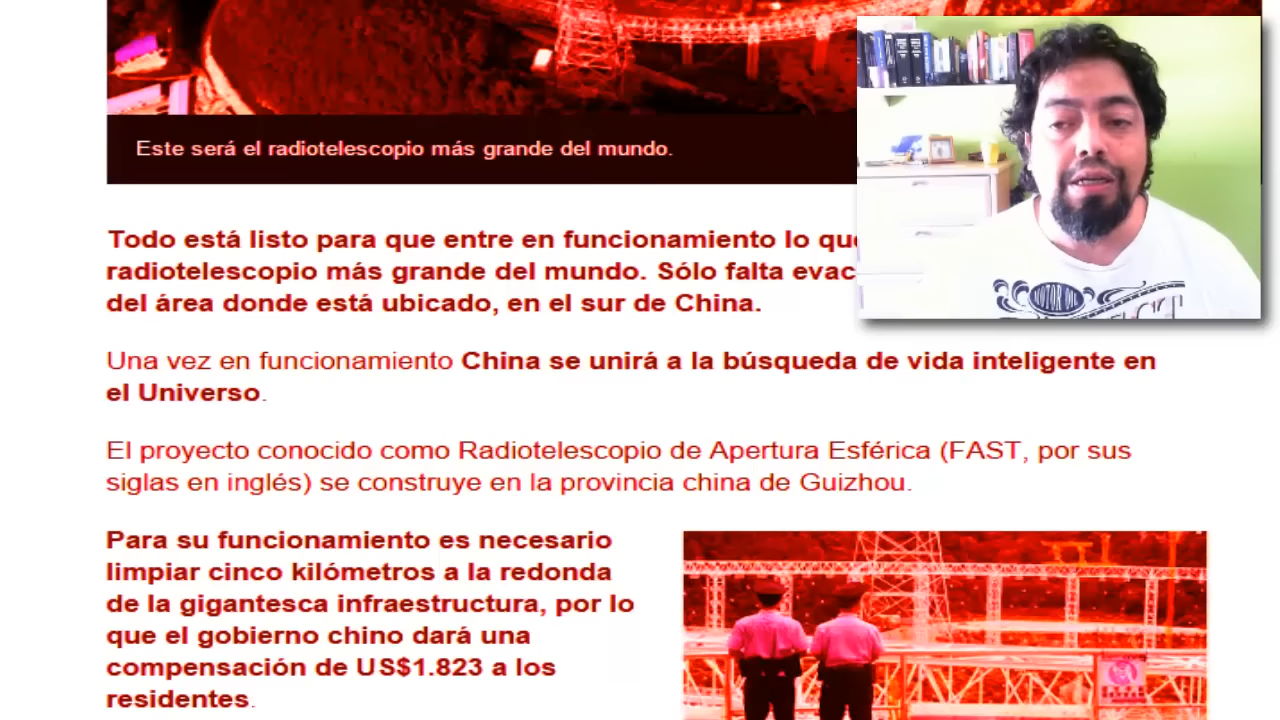 Este será el radiotelescopio más grande del mundo.
Todo está listo para que entre en funcionamiento lo
radiotelescopio más grande del mundo. Sólo falta
del área donde está ubicado, en el sur de China.
Una vez en funcionamiento China se unirá a la búsqueda de vida inteligente en
el Universo.
El proyecto conocido como Radiotelescopio de Apertura Esférica (FAST, por sus
siglas en inglés) se construye en la provincia china de Guizhou.
Para su funcionamiento es necesario
limpiar cinco kilómetros a la redonda
de la gigantesca infraestructura, por lo
que el gobierno chino dará una
compensación de US$1.823 a los
residentes.
MOTOR OIL